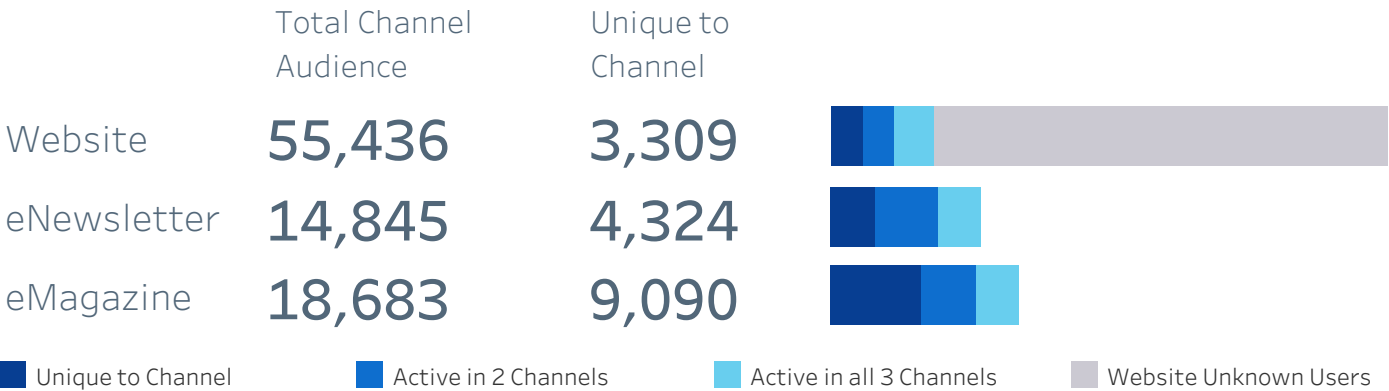 Total Channel Audience
Unique to Channel
Website 55,436 3,309
eNewsletter 14,845 4,324
eMagazine 18,683 9,090
Unique to Channel Active in 2 Channels Active in all 3 Channels Website Unknown Users